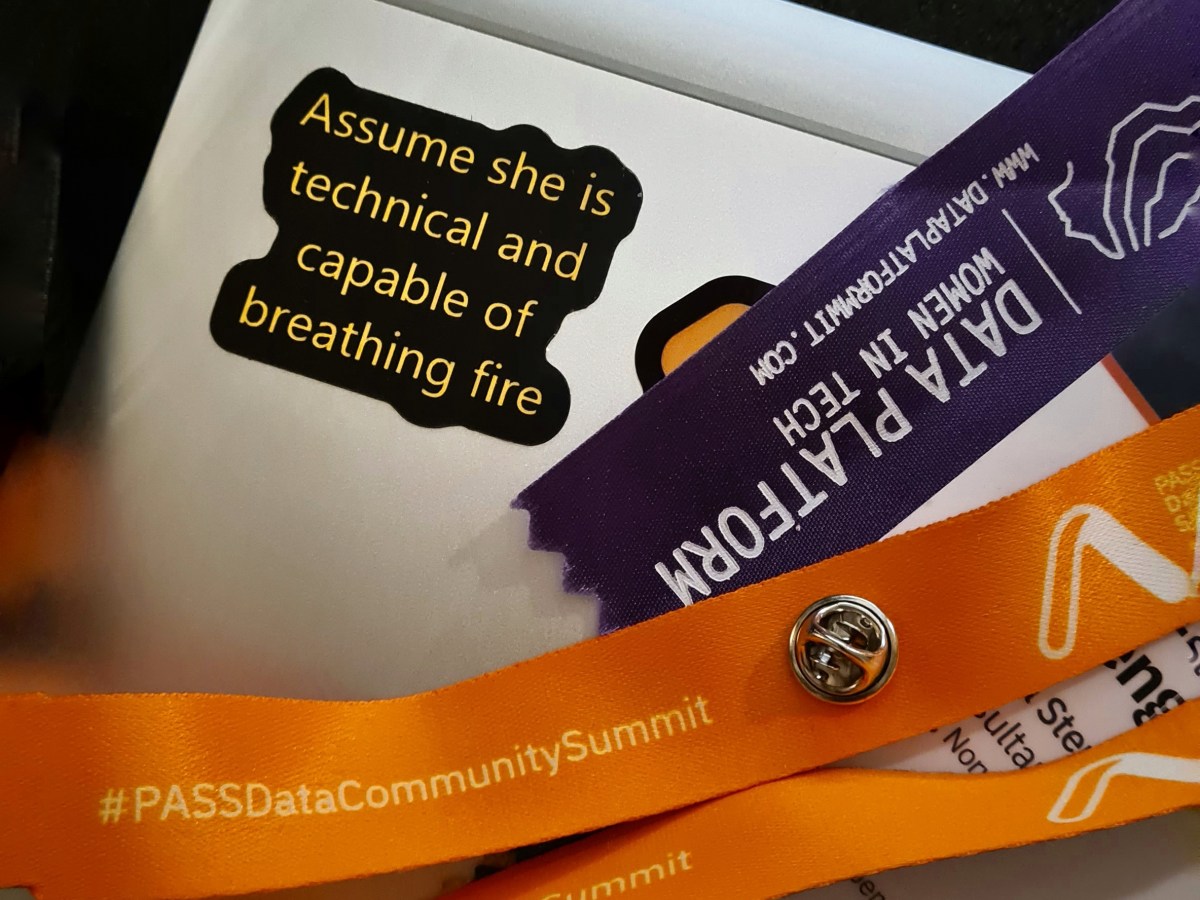 Assume she is
technical and
capable of
breathing fire
WWW.DATAPLATFORMWIT.COM
DATA PLATFORM
WOMEN IN TECH
#PASSDataCommunitySummit
Summit
PASS